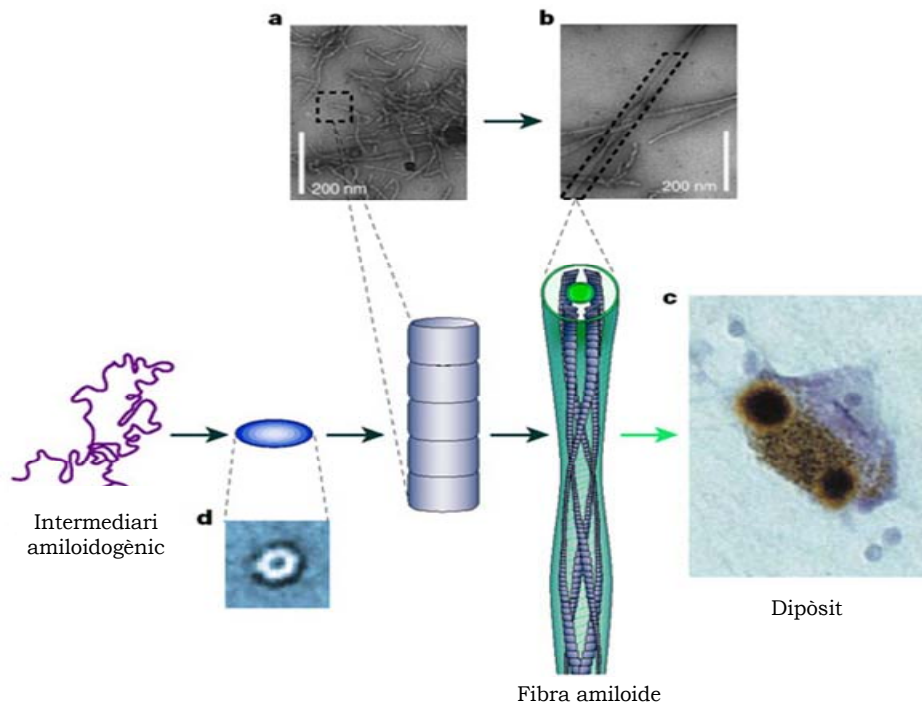 a
b
200 nm
200 nm
c
d
Intermediari
amiloidogènic
Dipòsit
Fibra amiloide